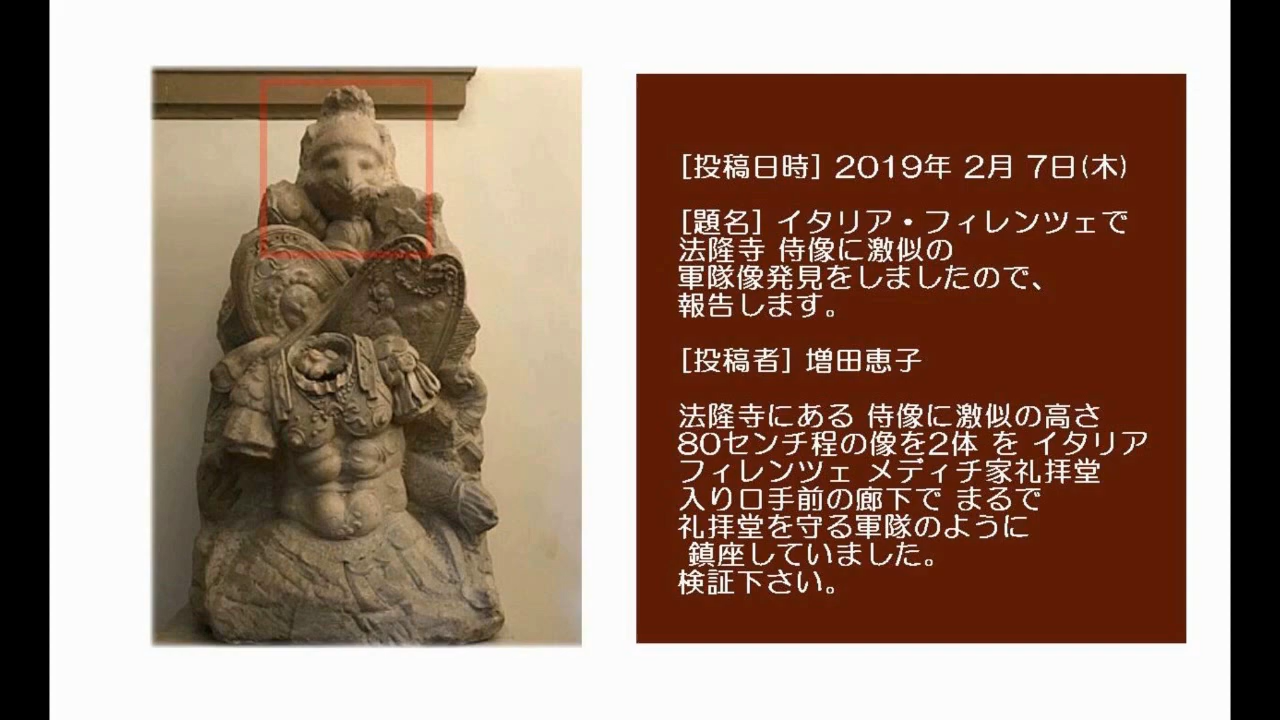 [投稿日時] 2019年 2月 7日(木)
[題名] イタリア・フィレンツェで
法隆寺 侍像に激似の
軍隊像発見をしましたので、
報告します。
[投稿者] 増田恵子
法隆寺にある 侍像に激似の高さ
80センチ程の像を2体 を イタリア
フィレンツェ メディチ家礼拝堂
入り口手前の廊下で まるで
礼拝堂を守る軍隊のように
鎮座していました。
検証下さい。